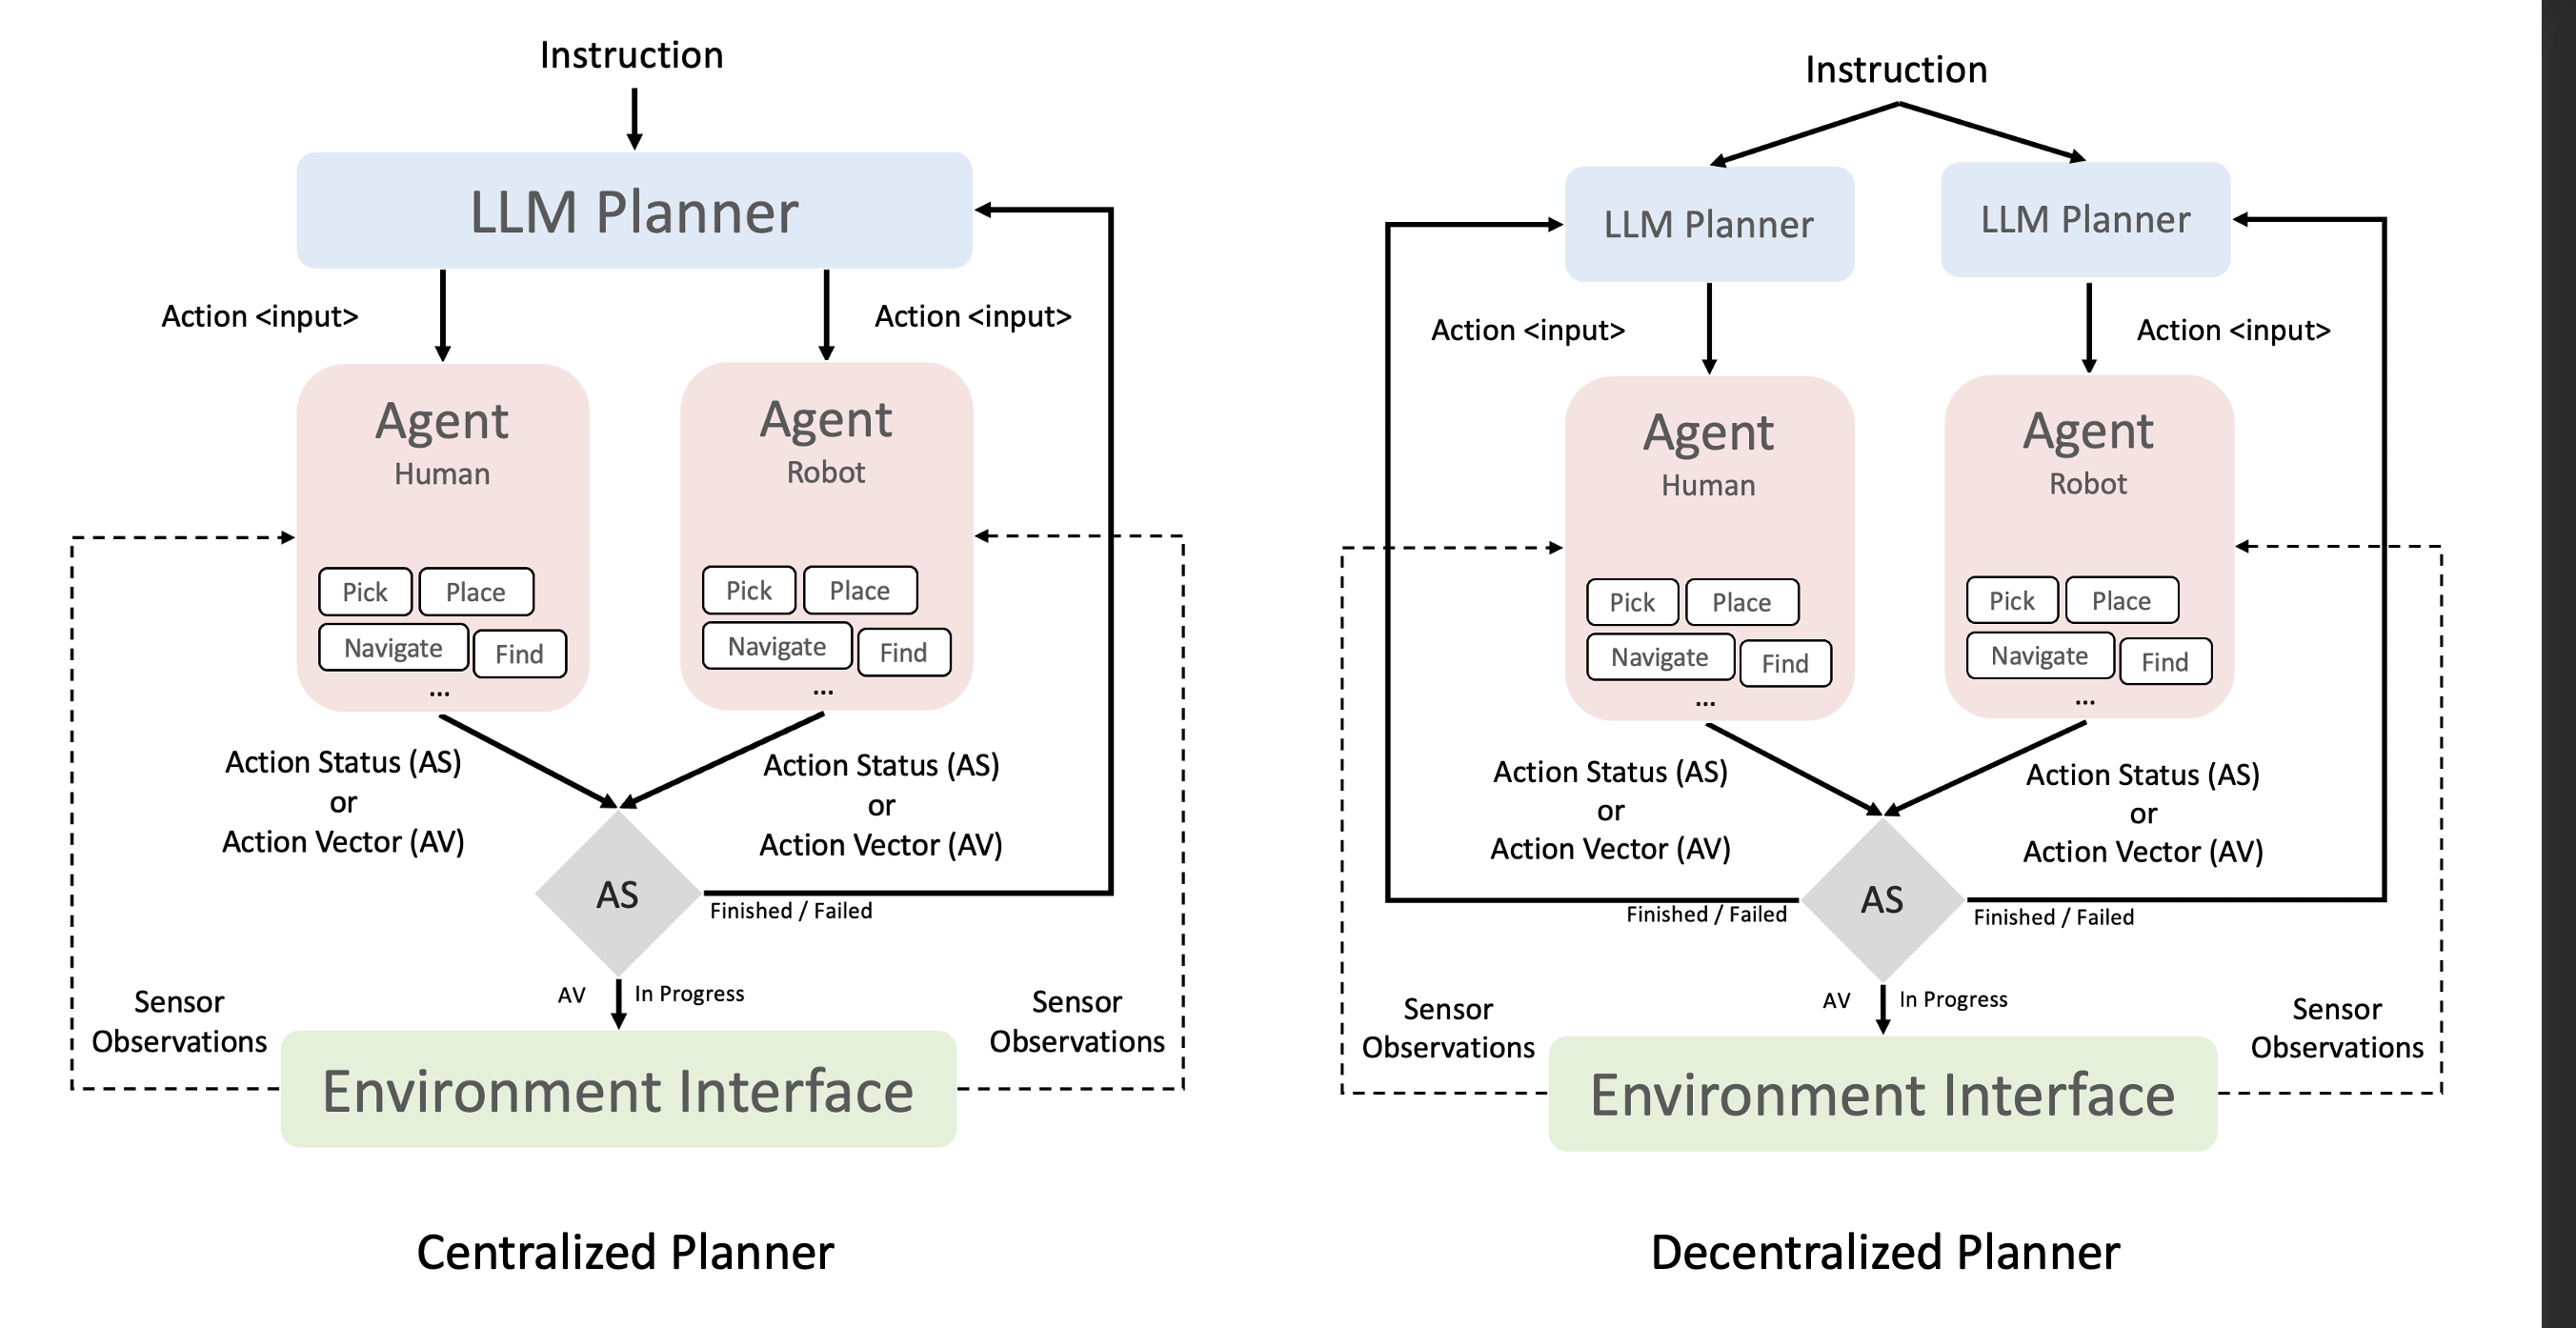 Instruction
LLM Planner
Action <input>
Action <input>
Agent
Human
Pick
Place
Navigate
Find
...
Agent
Robot
Pick
Place
Navigate
Find
...
Action Status (AS)
or
Action Vector (AV)
Action Status (AS)
or
Action Vector (AV)
AS
Finished / Failed
AV
In Progress
Sensor
Observations
Sensor
Observations
Environment Interface
Centralized Planner
Instruction
LLM Planner
LLM Planner
Action <input>
Action <input>
Agent
Human
Pick
Place
Navigate
Find
...
Agent
Robot
Pick
Place
Navigate
Find
...
Action Status (AS)
or
Action Vector (AV)
Action Status (AS)
or
Action Vector (AV)
AS
Finished / Failed
Finished / Failed
AV
In Progress
Sensor
Observations
Sensor
Observations
Environment Interface
Decentralized Planner